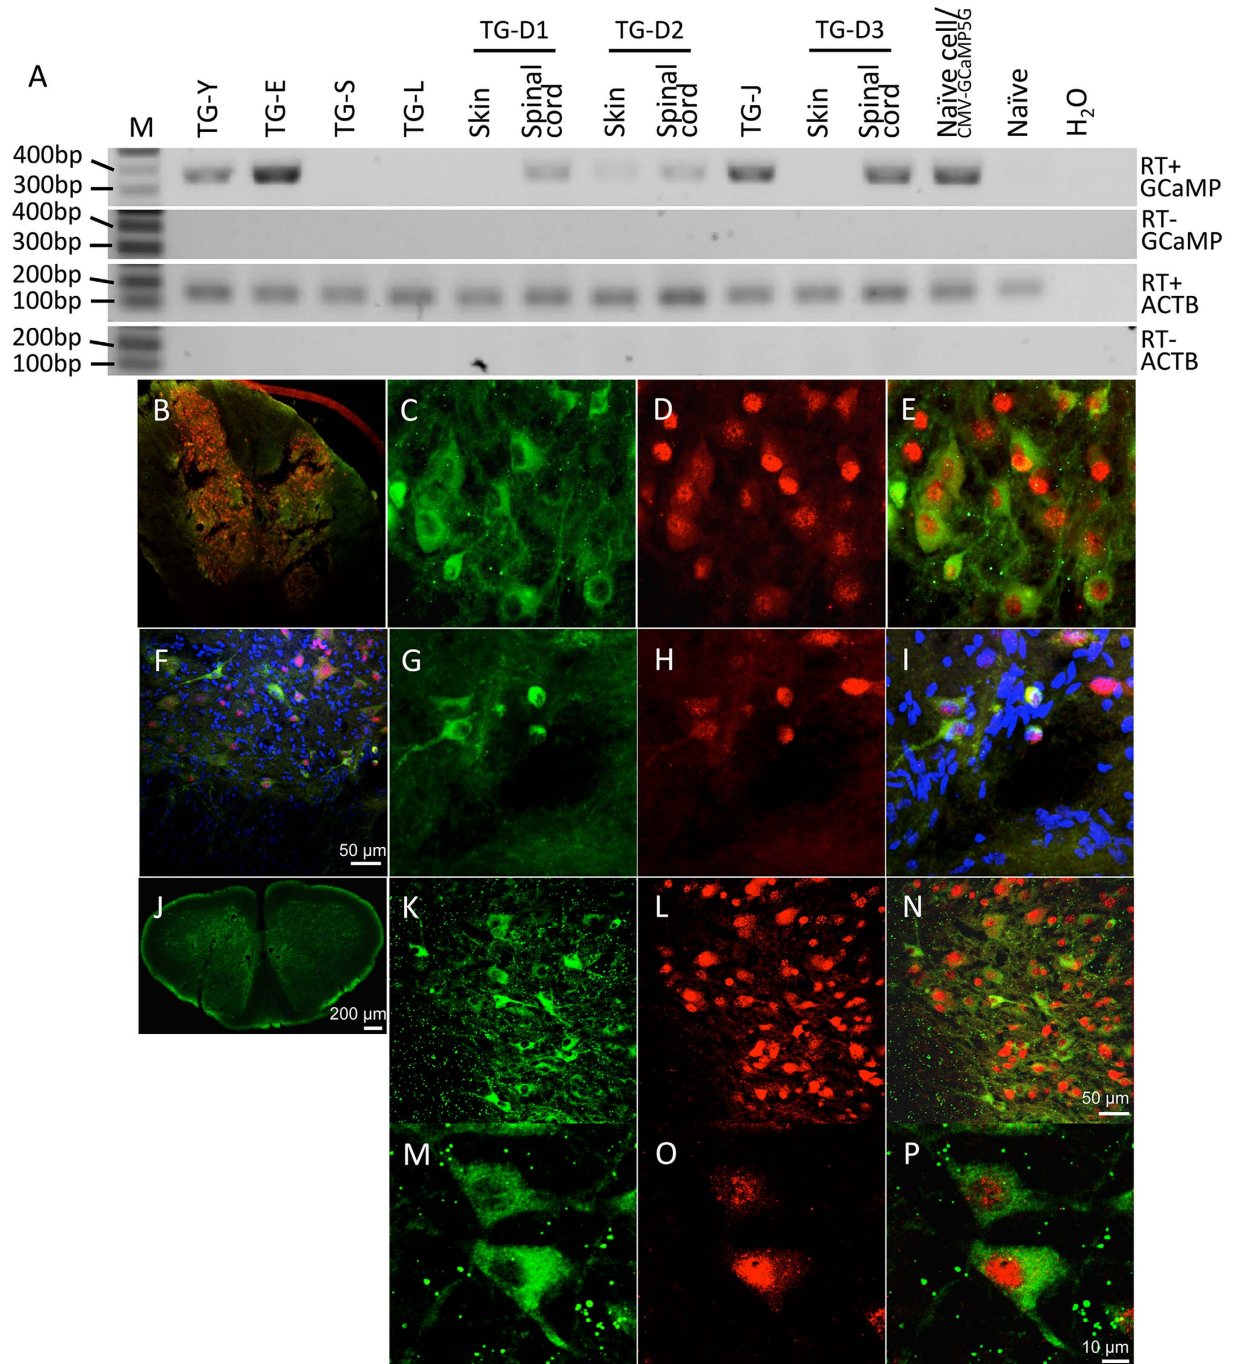 A
M
TG-Y
TG-E
TG-S
TG-L
TG-D1
Skin
Spinal
cord
TG-D2
Skin
Spinal
cord
TG-J
TG-D3
Skin
Spinal
cord
Naïve cell/
CMV-GCaMP5G
Naïve
H₂O
400bp
300bp
RT+
GCaMP
400bp
300bp
RT-
GCaMP
200bp
100bp
RT+
ACTB
200bp
100bp
RT-
ACTB
B
C
D
E
F
50 µm
G
H
I
J
200 µm
K
L
N
50 µm
M
O
P
10 µm